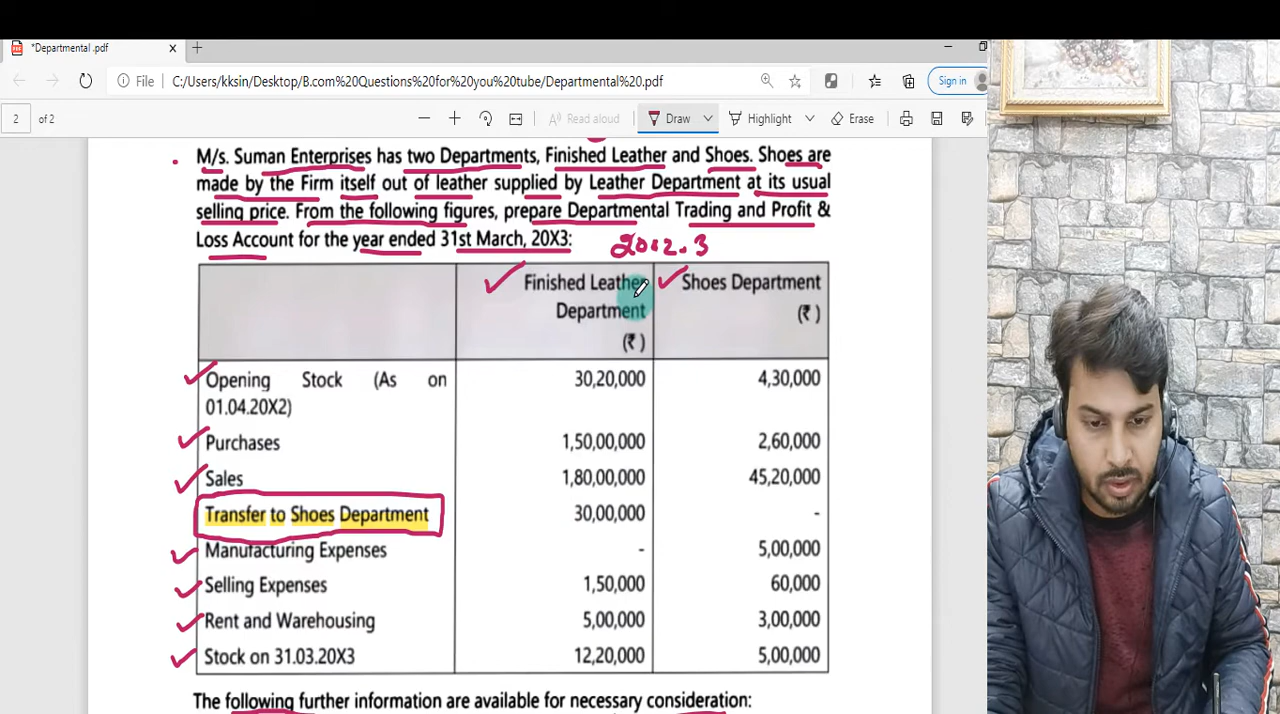 *Departmental .pdf
File C:/Users/kksin/Desktop/B.com%20Questions%20for%20you%20tube/Departmental%20.pdf Sign in
2 of 2 Read aloud Draw Highlight Erase
M/s. Suman Enterprises has two Departments, Finished Leather and Shoes. Shoes are
made by the Firm itself out of leather supplied by Leather Department at its usual
selling price. From the following figures, prepare Departmental Trading and Profit &
Loss Account for the year ended 31st March, 20X3:
2012.3
Finished Leather Department (₹) Shoes Department (₹)
Opening Stock (As on 01.04.20X2) 30,20,000 4,30,000
Purchases 1,50,00,000 2,60,000
Sales 1,80,00,000 45,20,000
Transfer to Shoes Department 30,00,000 -
Manufacturing Expenses - 5,00,000
Selling Expenses 1,50,000 60,000
Rent and Warehousing 5,00,000 3,00,000
Stock on 31.03.20X3 12,20,000 5,00,000
The following further information are available for necessary consideration: